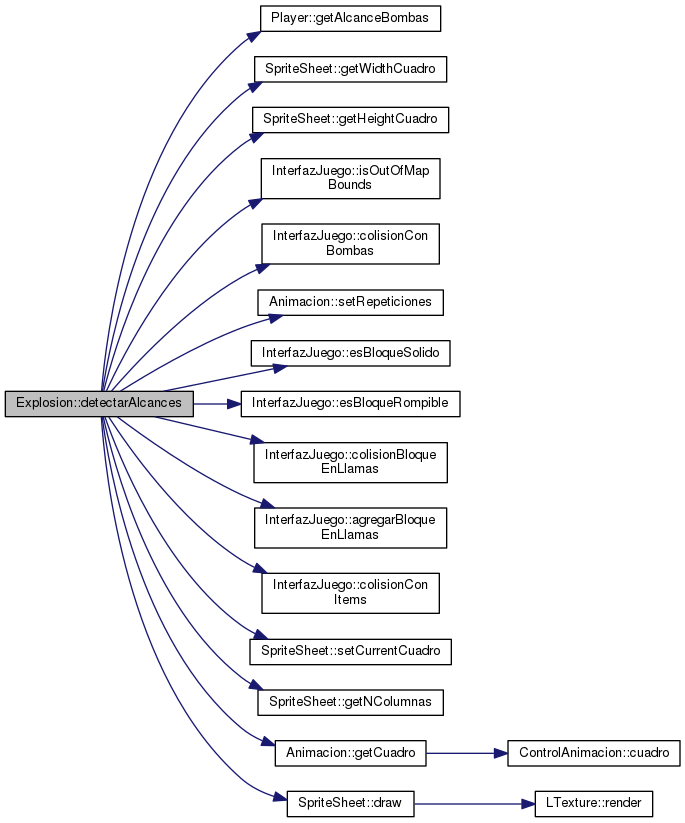 Player::getAlcanceBombas
SpriteSheet::getWidthCuadro
SpriteSheet::getHeightCuadro
InterfazJuego::isOutOfMap
Bounds
InterfazJuego::colisionCon
Bombas
Animacion::setRepeticiones
InterfazJuego::esBloqueSolido
Explosion::detectarAlcances
InterfazJuego::esBloqueRompible
InterfazJuego::colisionBloque
EnLlamas
InterfazJuego::agregarBloque
EnLlamas
InterfazJuego::colisionCon
Items
SpriteSheet::setCurrentCuadro
SpriteSheet::getNColumnas
Animacion::getCuadro
ControlAnimacion::cuadro
SpriteSheet::draw
LTexture::render